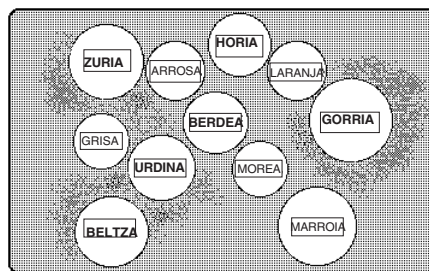 ZURIA
HORIA
ARROSA
LARANJA
BERDEA
GORRIA
GRISA
URDINA
MOREA
BELTZA
MARROIA